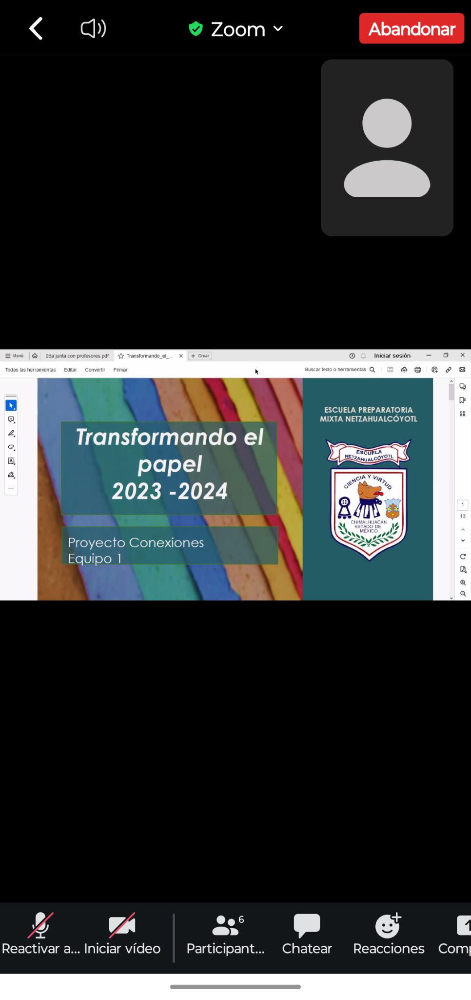 Zoom
Abandonar
Menú
2da junta con profesores.pdf
Transformando_el_...
+ Crear
Iniciar sesión
Todas las herramientas
Editar
Convertir
Firmar
Buscar texto o herramientas
Transformando el
papel
2023 -2024
Proyecto Conexiones
Equipo 1
ESCUELA PREPARATORIA
MIXTA NETZAHUALCÓYOTL
ESCUELA
NETZAHUALCÓYOTL
CIENCIA Y VIRTUD
CHIMALHUACÁN
ESTADO DE
MÉXICO
1
13
6
Reactivar a...
Iniciar vídeo
Participant...
Chatear
Reacciones
Comp